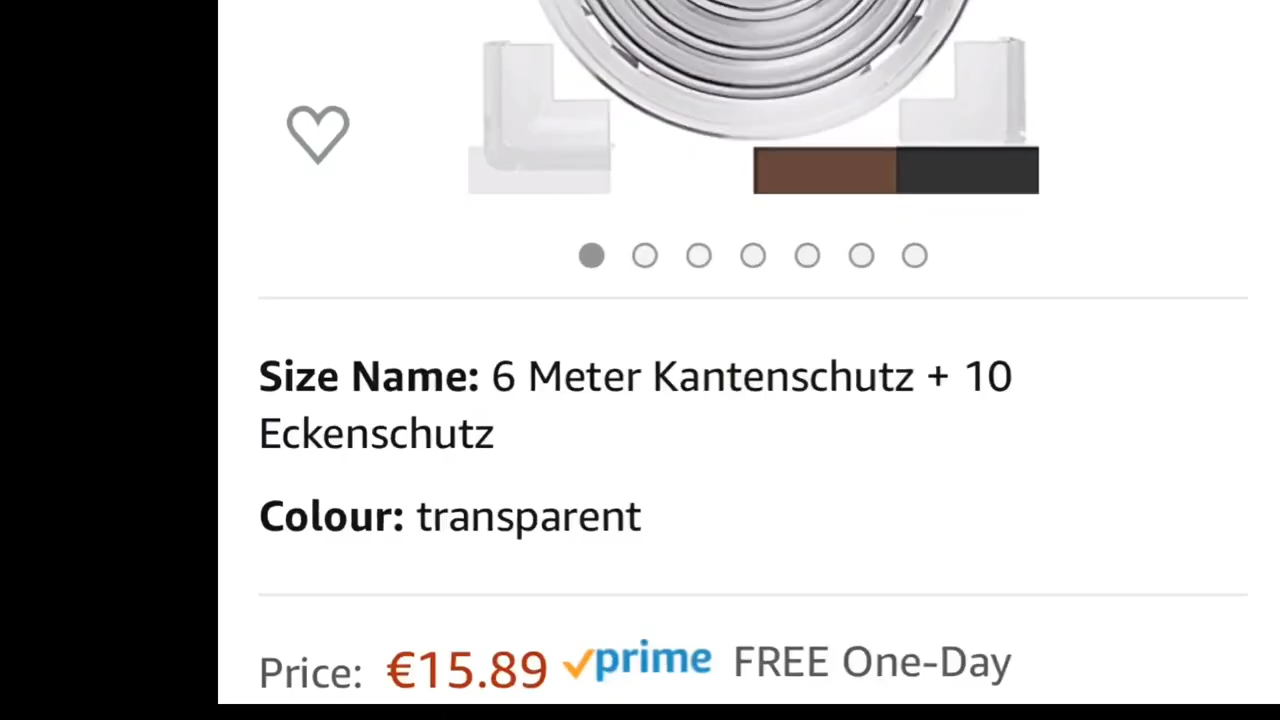 Size Name: 6 Meter Kantenschutz + 10
Eckenschutz
Colour: transparent
Price: €15.89 prime FREE One-Day